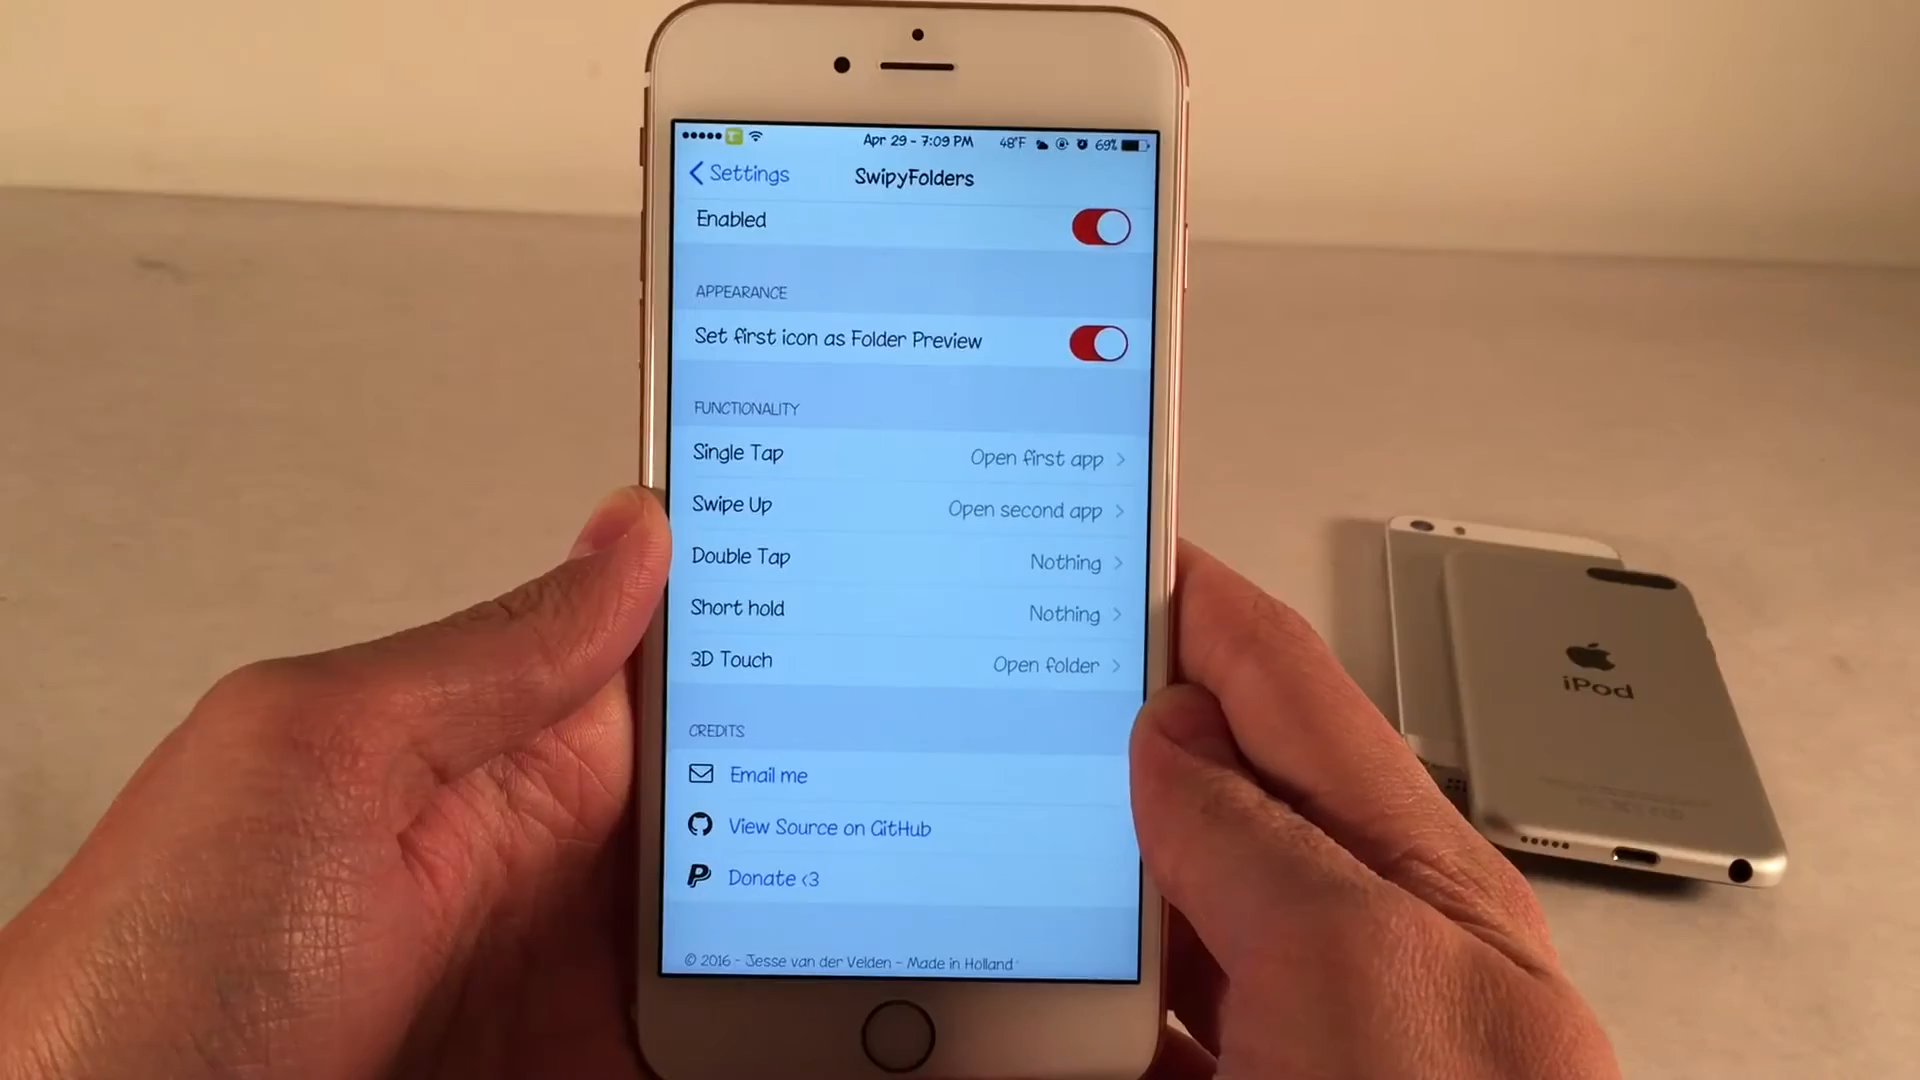 Apr 29 - 7:09 PM 48°F 69%
Settings SwipyFolders
Enabled
APPEARANCE
Set first icon as Folder Preview
FUNCTIONALITY
Single Tap Open first app
Swipe Up Open second app
Double Tap Nothing
Short hold Nothing
3D Touch Open folder
CREDITS
Email me
View Source on GitHub
Donate <3
© 2016 - Jesse van der Velden - Made in Holland
iPod